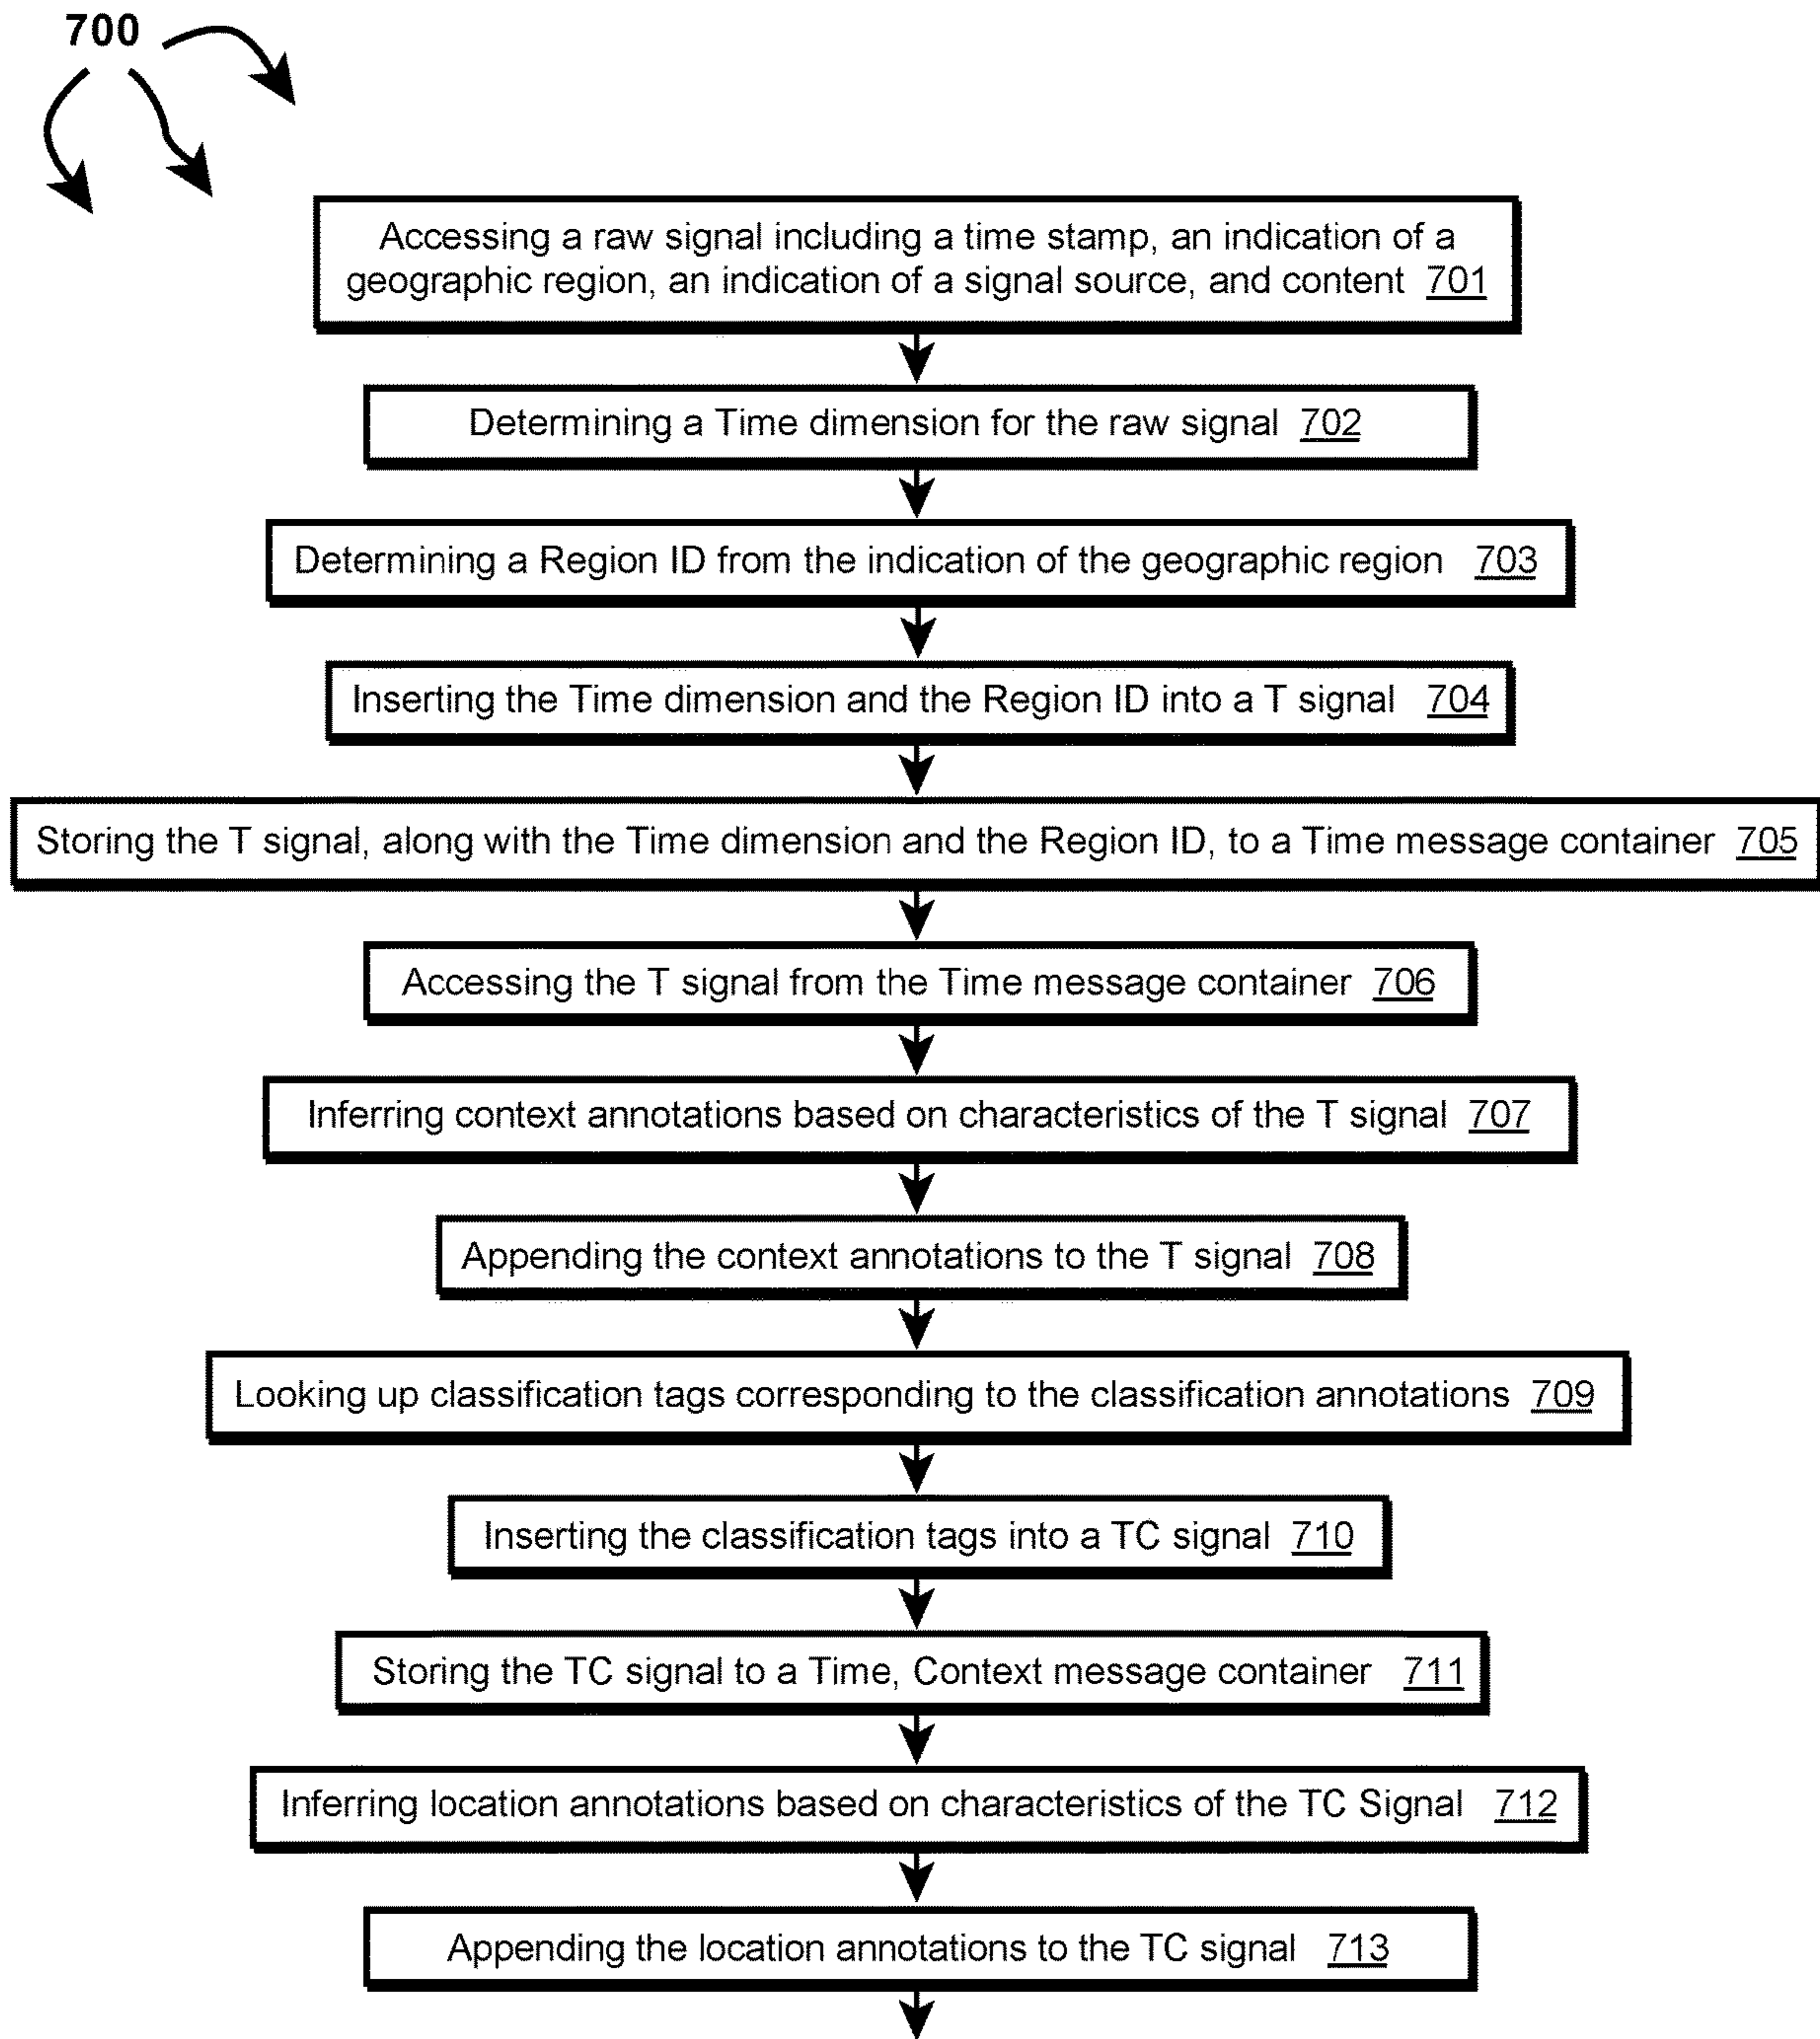 700
Accessing a raw signal including a time stamp, an indication of a
geographic region, an indication of a signal source, and content 701
Determining a Time dimension for the raw signal 702
Determining a Region ID from the indication of the geographic region 703
Inserting the Time dimension and the Region ID into a T signal 704
Storing the T signal, along with the Time dimension and the Region ID, to a Time message container 705
Accessing the T signal from the Time message container 706
Inferring context annotations based on characteristics of the T signal 707
Appending the context annotations to the T signal 708
Looking up classification tags corresponding to the classification annotations 709
Inserting the classification tags into a TC signal 710
Storing the TC signal to a Time, Context message container 711
Inferring location annotations based on characteristics of the TC Signal 712
Appending the location annotations to the TC signal 713